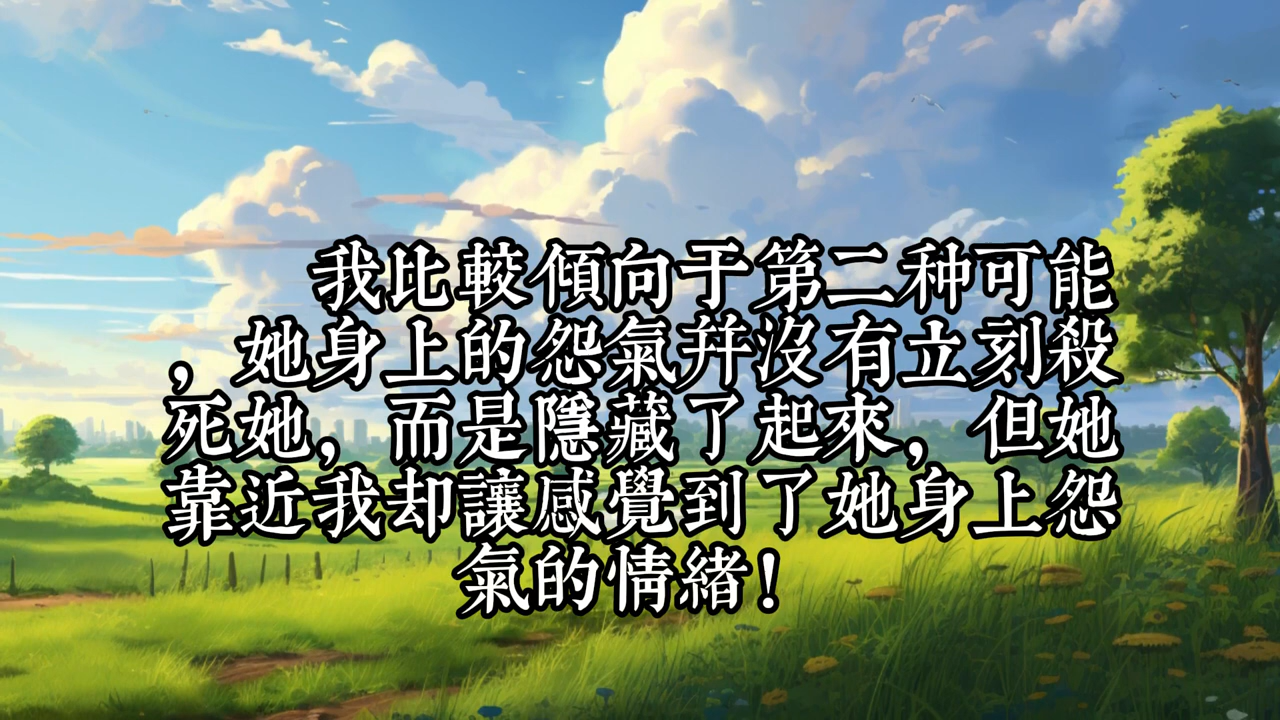 我比較傾向于第二种可能
，她身上的怨氣幷沒有立刻殺
死她，而是隱藏了起來，但她
靠近我却讓感覺到了她身上怨
氣的情緒！